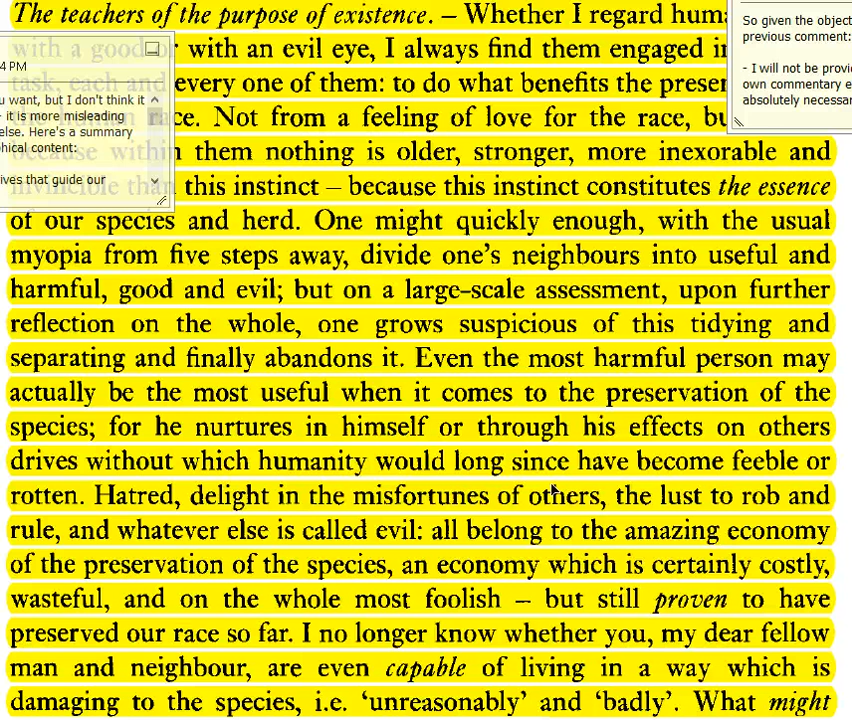 The teachers of the purpose of existence. – Whether I regard huma
with a good or with an evil eye, I always find them engaged in
task, each and every one of them: to do what benefits the preser
the human race. Not from a feeling of love for the race, bu
because within them nothing is older, stronger, more inexorable and
invincible than this instinct – because this instinct constitutes the essence
of our species and herd. One might quickly enough, with the usual
myopia from five steps away, divide one's neighbours into useful and
harmful, good and evil; but on a large-scale assessment, upon further
reflection on the whole, one grows suspicious of this tidying and
separating and finally abandons it. Even the most harmful person may
actually be the most useful when it comes to the preservation of the
species; for he nurtures in himself or through his effects on others
drives without which humanity would long since have become feeble or
rotten. Hatred, delight in the misfortunes of others, the lust to rob and
rule, and whatever else is called evil: all belong to the amazing economy
of the preservation of the species, an economy which is certainly costly,
wasteful, and on the whole most foolish – but still proven to have
preserved our race so far. I no longer know whether you, my dear fellow
man and neighbour, are even capable of living in a way which is
damaging to the species, i.e. 'unreasonably' and 'badly'. What might
4 PM
u want, but I don't think it
- it is more misleading
else. Here's a summary
hical content:
ives that guide our
So given the object
previous comment:
- I will not be provi
own commentary e
absolutely necessar